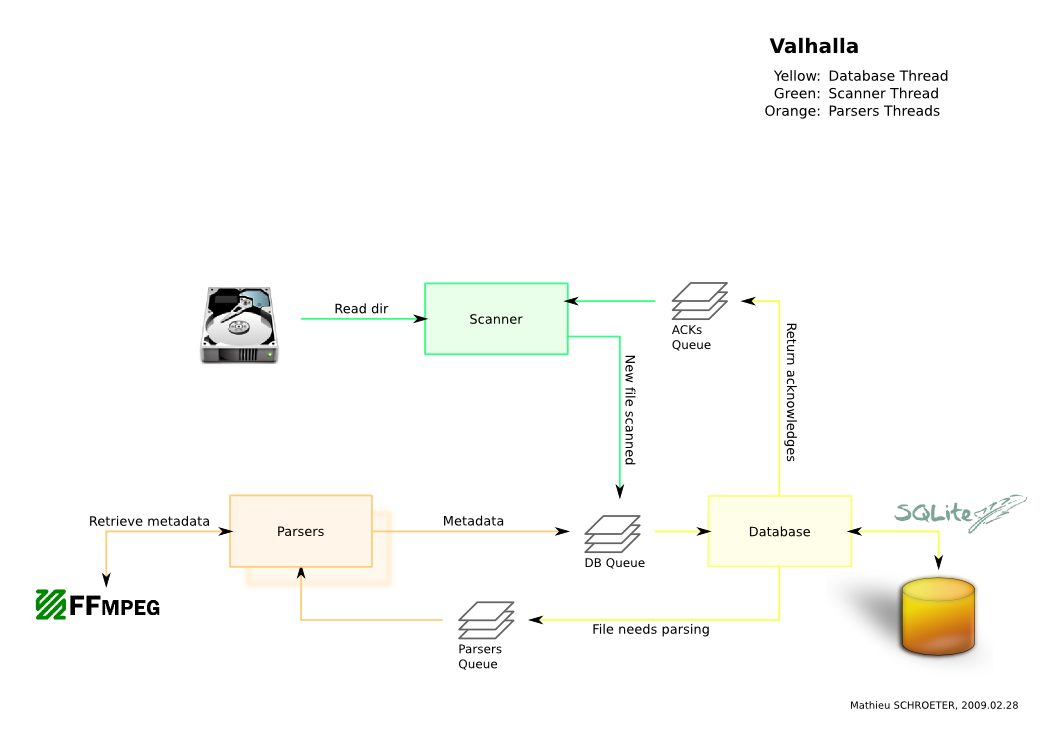 Valhalla
Yellow: Database Thread
Green: Scanner Thread
Orange: Parsers Threads
Read dir
Scanner
ACKs
Queue
Return acknowledges
New file scanned
Retrieve metadata
Parsers
Metadata
DB Queue
Database
SQLite
FFMPEG
Parsers
Queue
File needs parsing
Mathieu SCHROETER, 2009.02.28